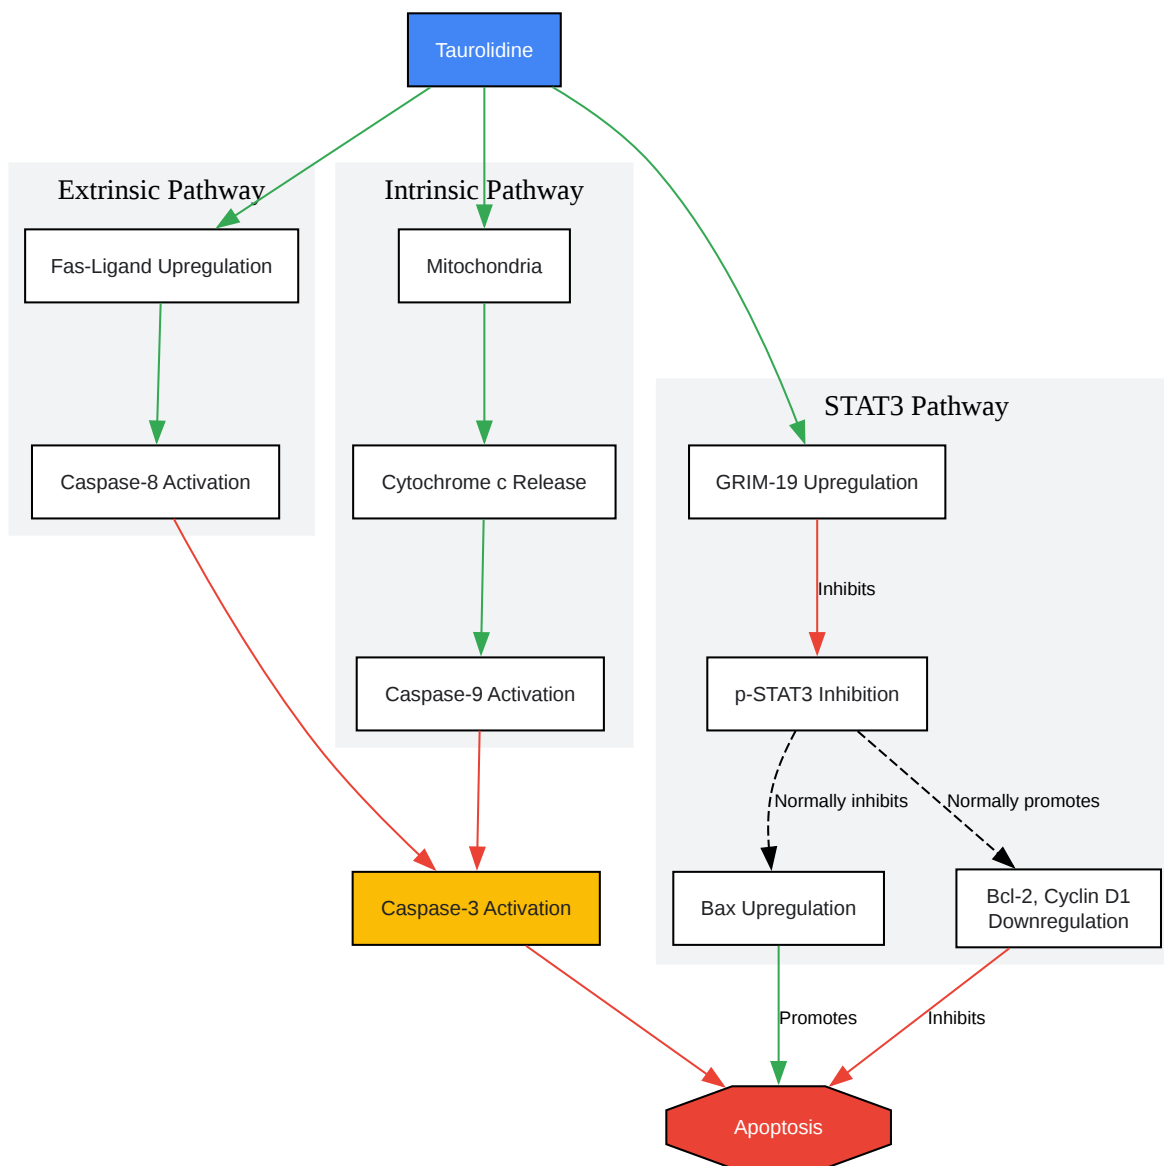 Taurolidine
Extrinsic Pathway
Intrinsic Pathway
Fas-Ligand Upregulation
Mitochondria
STAT3 Pathway
Caspase-8 Activation
Cytochrome c Release
GRIM-19 Upregulation
Inhibits
Caspase-9 Activation
p-STAT3 Inhibition
Normally inhibits
Normally promotes
Caspase-3 Activation
Bax Upregulation
Bcl-2, Cyclin D1
Downregulation
Promotes
Inhibits
Apoptosis